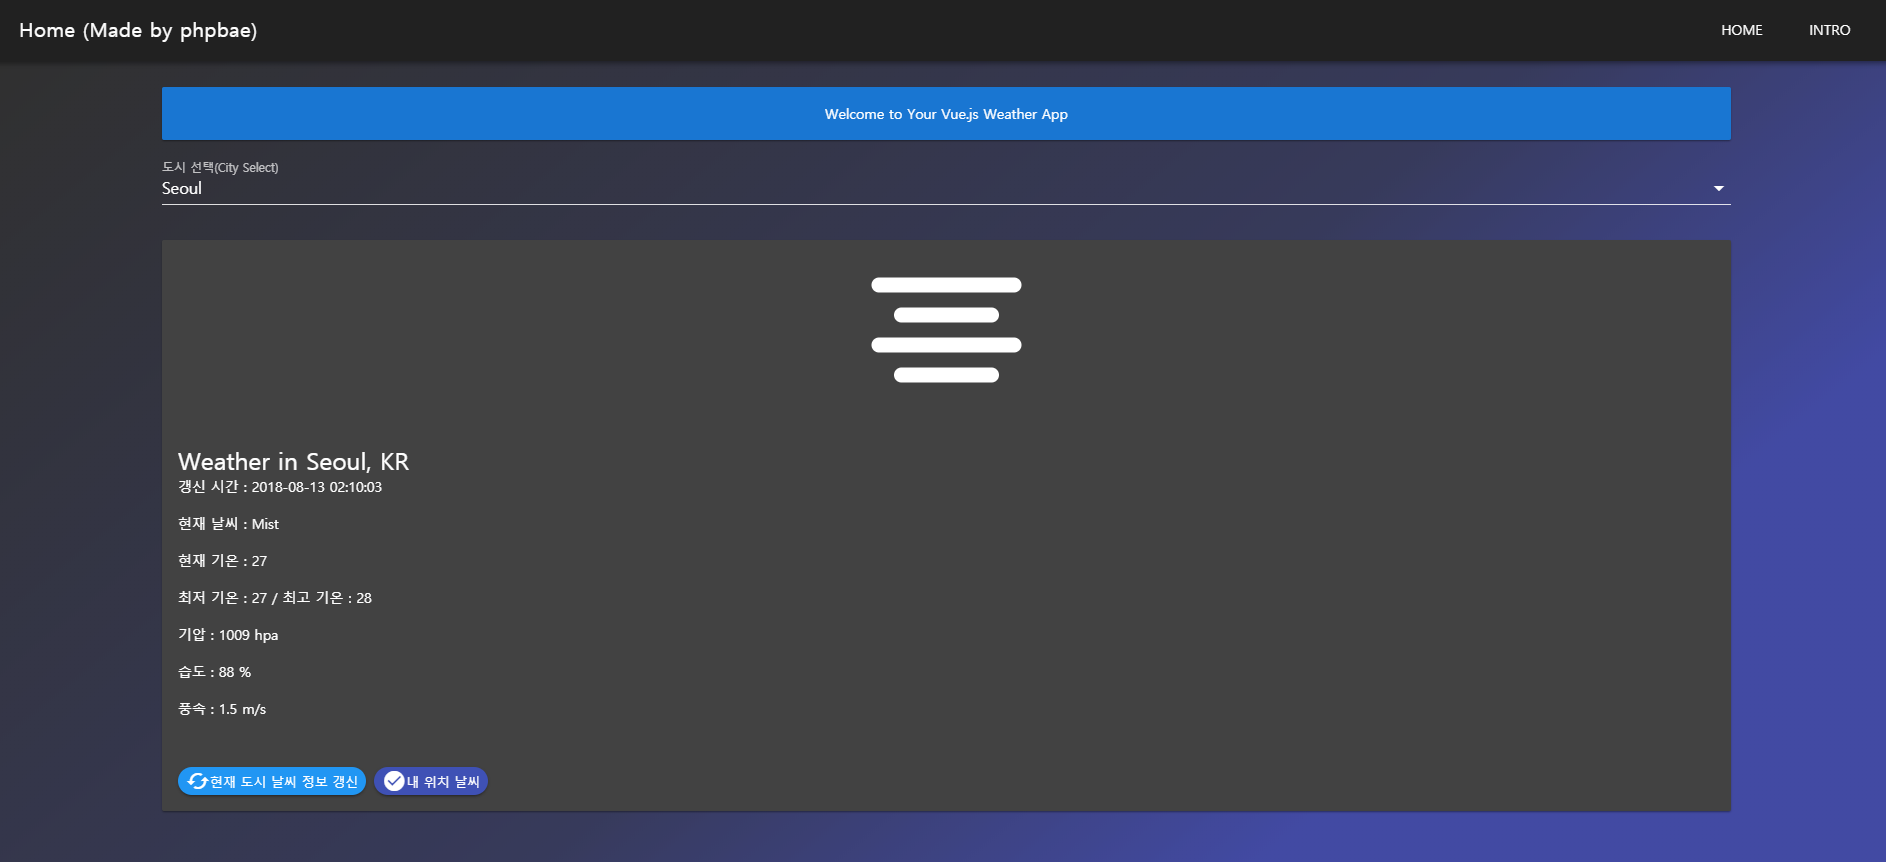 Home (Made by phpbae)
HOME
INTRO
Welcome to Your Vue.js Weather App
도시 선택(City Select)
Seoul
Weather in Seoul, KR
갱신 시간 : 2018-08-13 02:10:03
현재 날씨 : Mist
현재 기온 : 27
최저 기온 : 27 / 최고 기온 : 28
기압 : 1009 hpa
습도 : 88 %
풍속 : 1.5 m/s
현재 도시 날씨 정보 갱신
내 위치 날씨